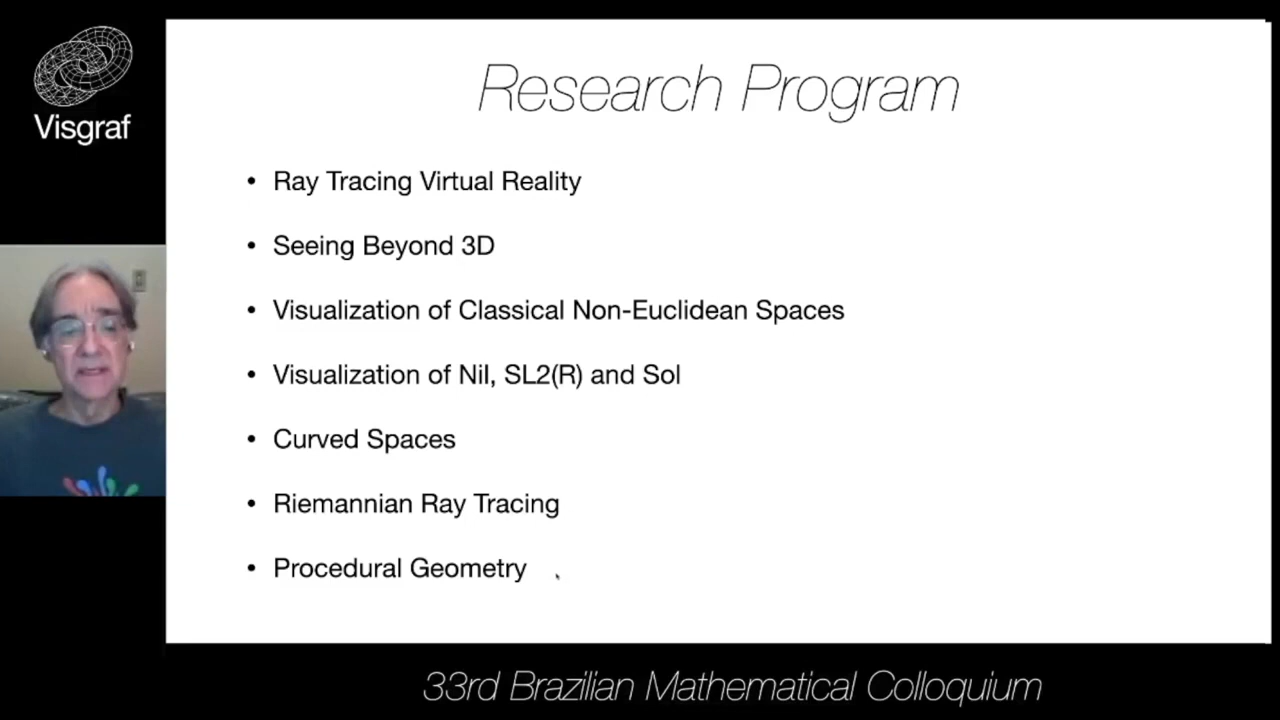 Visgraf
Research Program
• Ray Tracing Virtual Reality
• Seeing Beyond 3D
• Visualization of Classical Non-Euclidean Spaces
• Visualization of Nil, SL2(R) and Sol
• Curved Spaces
• Riemannian Ray Tracing
• Procedural Geometry
33rd Brazilian Mathematical Colloquium